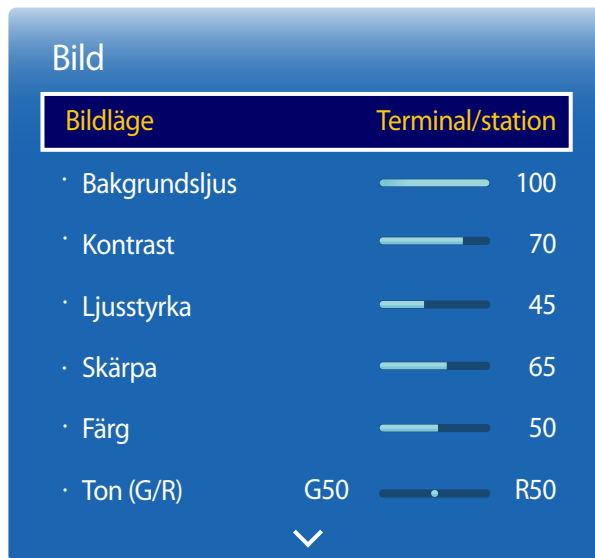 Bild
Bildläge Terminal/station
· Bakgrundsljus 100
· Kontrast 70
· Ljusstyrka 45
· Skärpa 65
· Färg 50
· Ton (G/R) G50 R50